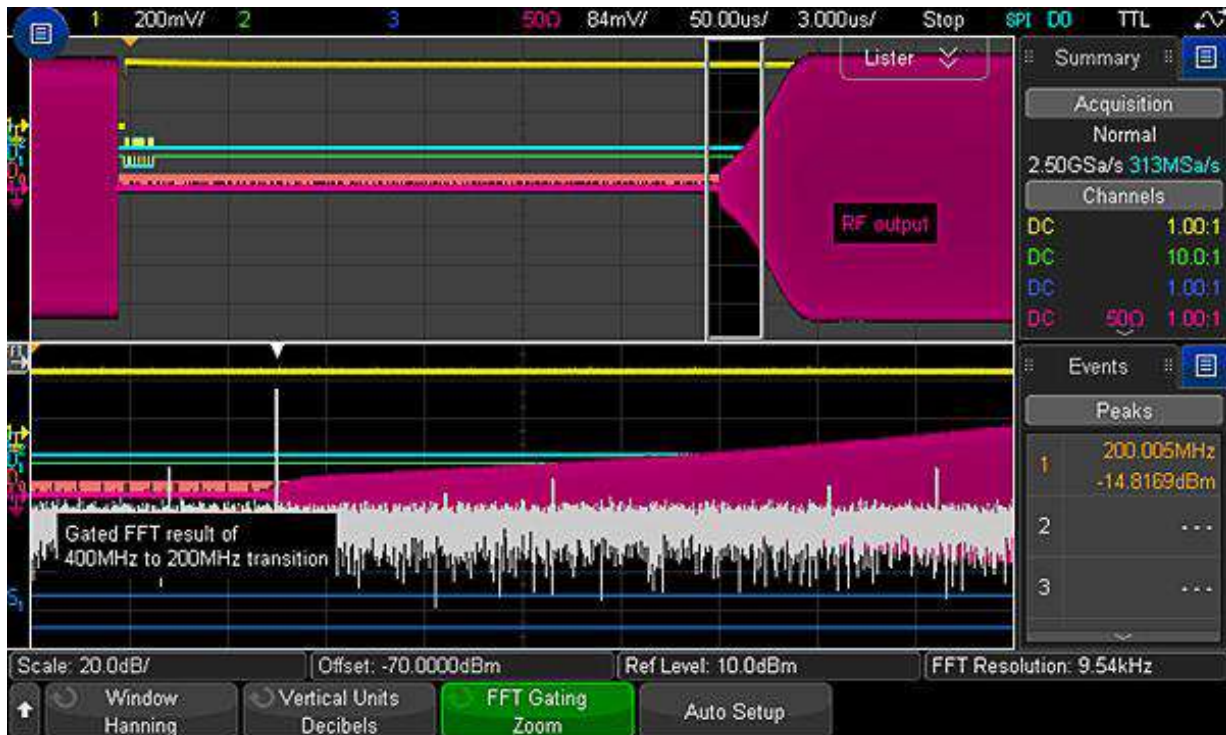 1 200mV/ 2 3 50Ω 84mV/ 50.00us/ 3.000us/ Stop SPI D0 TTL
Lister
Summary
Acquisition
Normal
2.50GSa/s 313MSa/s
Channels
DC 1.00:1
DC 10.0:1
DC 1.00:1
DC 50Ω 1.00:1
RF output
Events
Peaks
1 200.005MHz
-14.8169dBm
2 ---
3 ---
Gated FFT result of
400MHz to 200MHz transition
S1
Scale: 20.0dB/ Offset: -70.0000dBm Ref Level: 10.0dBm FFT Resolution: 9.54kHz
Window
Hanning
Vertical Units
Decibels
FFT Gating
Zoom
Auto Setup